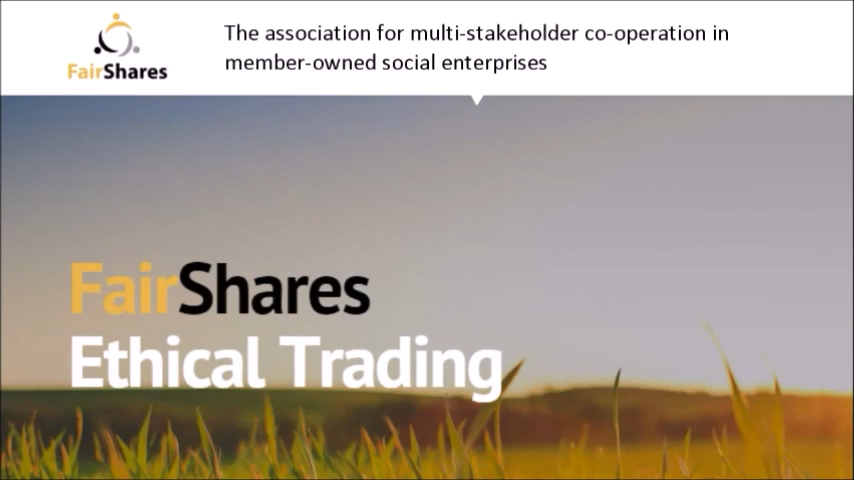 The association for multi-stakeholder co-operation in
member-owned social enterprises
FairShares
FairShares
Ethical Trading